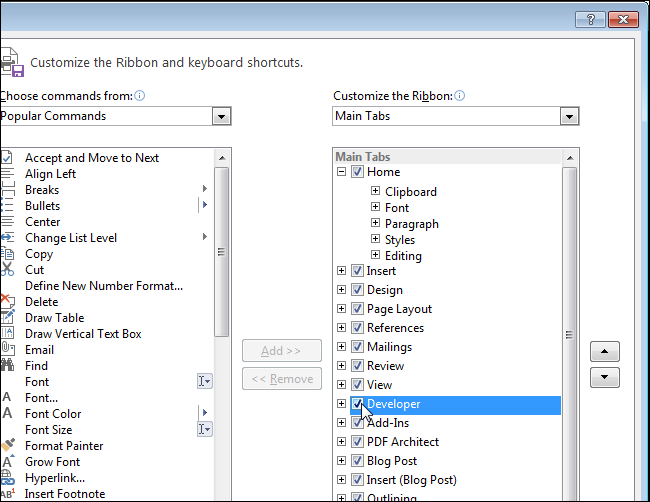 Customize the Ribbon and keyboard shortcuts.
Choose commands from:
Popular Commands
Accept and Move to Next
Align Left
Breaks
Bullets
Center
Change List Level
Copy
Cut
Define New Number Format...
Delete
Draw Table
Draw Vertical Text Box
Email
Find
Font
Font...
Font Color
Font Size
Format Painter
Grow Font
Hyperlink...
Insert Footnote
Add >>
<< Remove
Customize the Ribbon:
Main Tabs
Main Tabs
Home
Clipboard
Font
Paragraph
Styles
Editing
Insert
Design
Page Layout
References
Mailings
Review
View
Developer
Add-Ins
PDF Architect
Blog Post
Insert (Blog Post)
Outlining